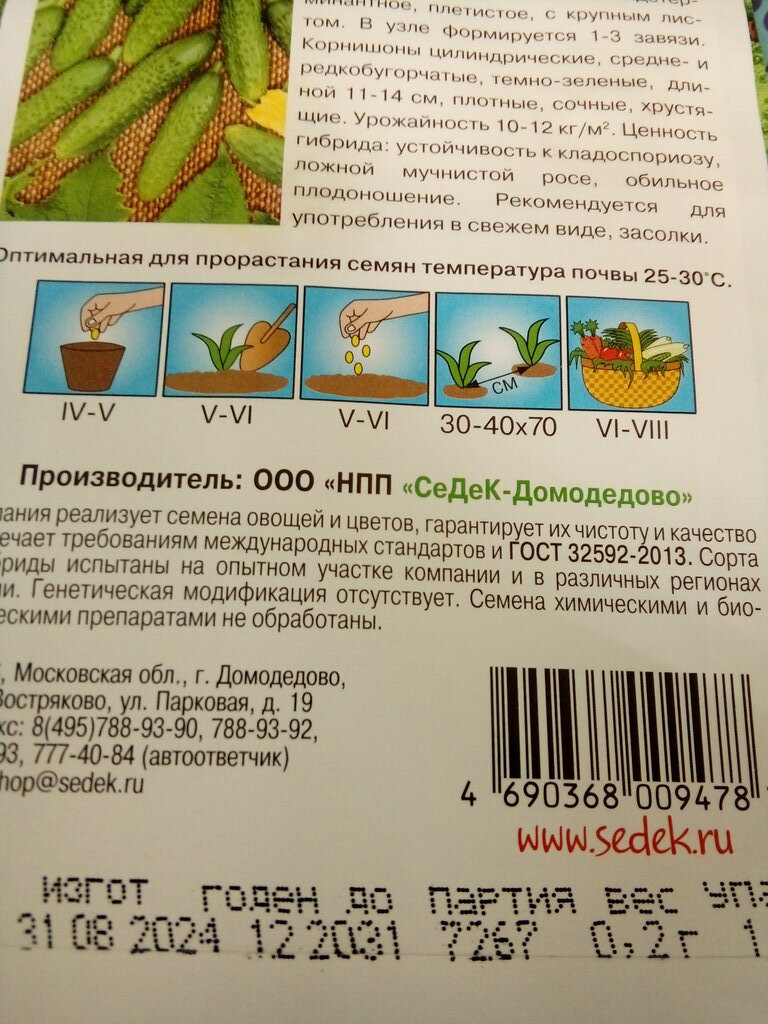 минантное, плетистое, с крупным лис-
том. В узле формируется 1-3 завязи.
Корнишоны цилиндрические, средне- и
редкобугорчатые, темно-зеленые, дли-
ной 11-14 см, плотные, сочные, хрустя-
щие. Урожайность 10-12 кг/м². Ценность
гибрида: устойчивость к кладоспориозу,
ложной мучнистой росе, обильное
плодоношение. Рекомендуется для
употребления в свежем виде, засолки.
Оптимальная для прорастания семян температура почвы 25-30°С.
см
IV-V V-VI V-VI 30-40x70 VI-VIII
Производитель: ООО «НПП «СеДеК-Домодедово»
пания реализует семена овощей и цветов, гарантирует их чистоту и качество
ечает требованиям международных стандартов и ГОСТ 32592-2013. Сорта
риды испытаны на опытном участке компании и в различных регионах
и. Генетическая модификация отсутствует. Семена химическими и био-
ескими препаратами не обработаны.
, Московская обл., г. Домодедово,
Востряково, ул. Парковая, д. 19
кс: 8(495)788-93-90, 788-93-92,
93, 777-40-84 (автоответчик)
hop@sedek.ru
4 690368 009478
www.sedek.ru
изгот годен до партия вес упа
31 08 2024 12 2031 7267 0,2г 1